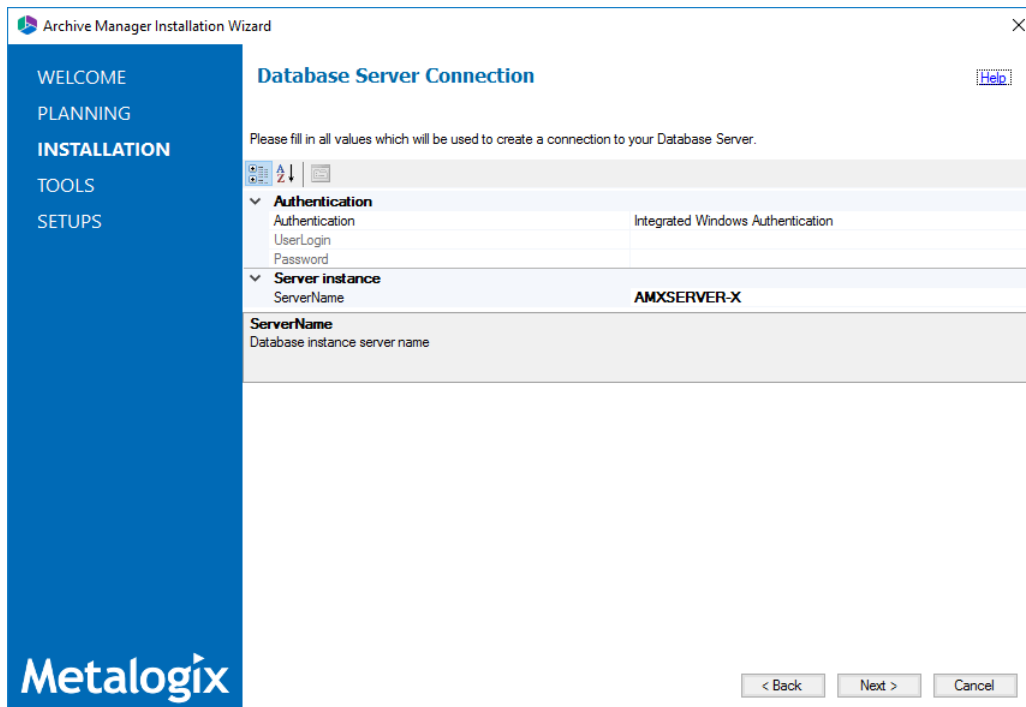 Archive Manager Installation Wizard
WELCOME
PLANNING
INSTALLATION
TOOLS
SETUPS
Metalogix
Database Server Connection
Help
Please fill in all values which will be used to create a connection to your Database Server.
Authentication
Authentication Integrated Windows Authentication
UserLogin
Password
Server instance
ServerName AMXSERVER-X
ServerName
Database instance server name
< Back Next > Cancel